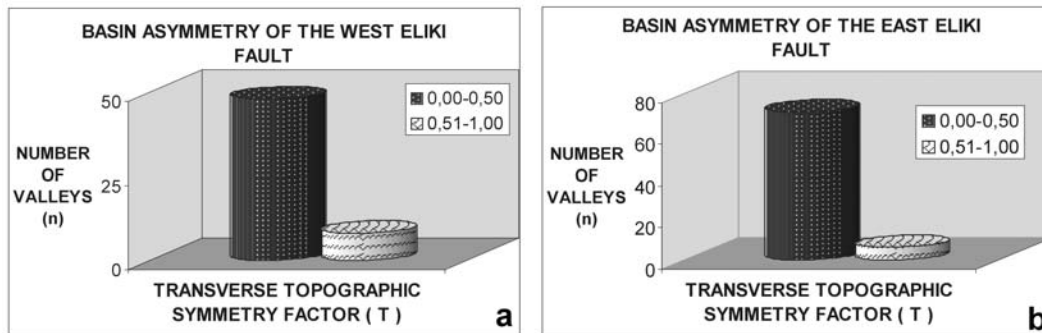 BASIN ASYMMETRY OF THE WEST ELIKI
FAULT
50
25
0
NUMBER
OF
VALLEYS
(n)
0,00-0,50
0,51-1,00
TRANSVERSE TOPOGRAPHIC
SYMMETRY FACTOR ( T )
a
BASIN ASYMMETRY OF THE EAST ELIKI
FAULT
80
60
40
20
0
NUMBER
OF
VALLEYS
(n)
0,00-0,50
0,51-1,00
TRANSVERSE TOPOGRAPHIC
SYMMETRY FACTOR ( T )
b